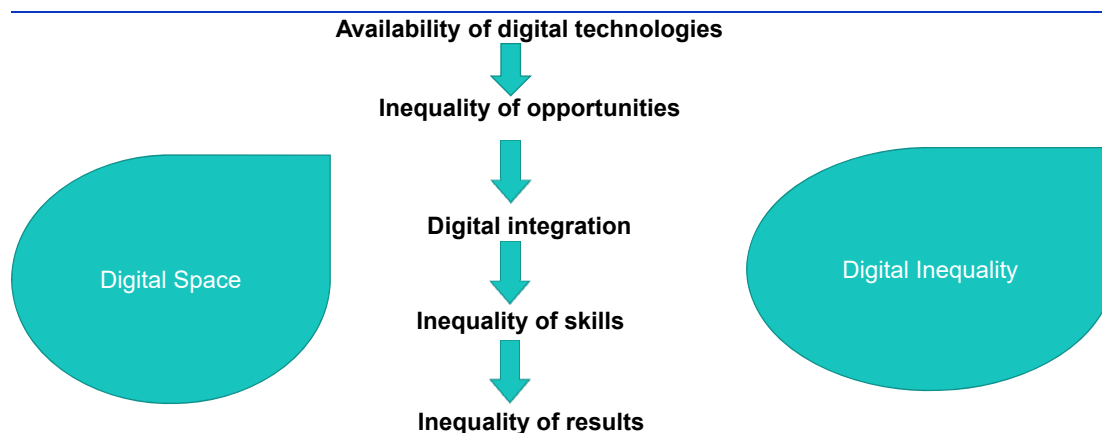 Availability of digital technologies
Inequality of opportunities
Digital integration
Digital Space
Digital Inequality
Inequality of skills
Inequality of results